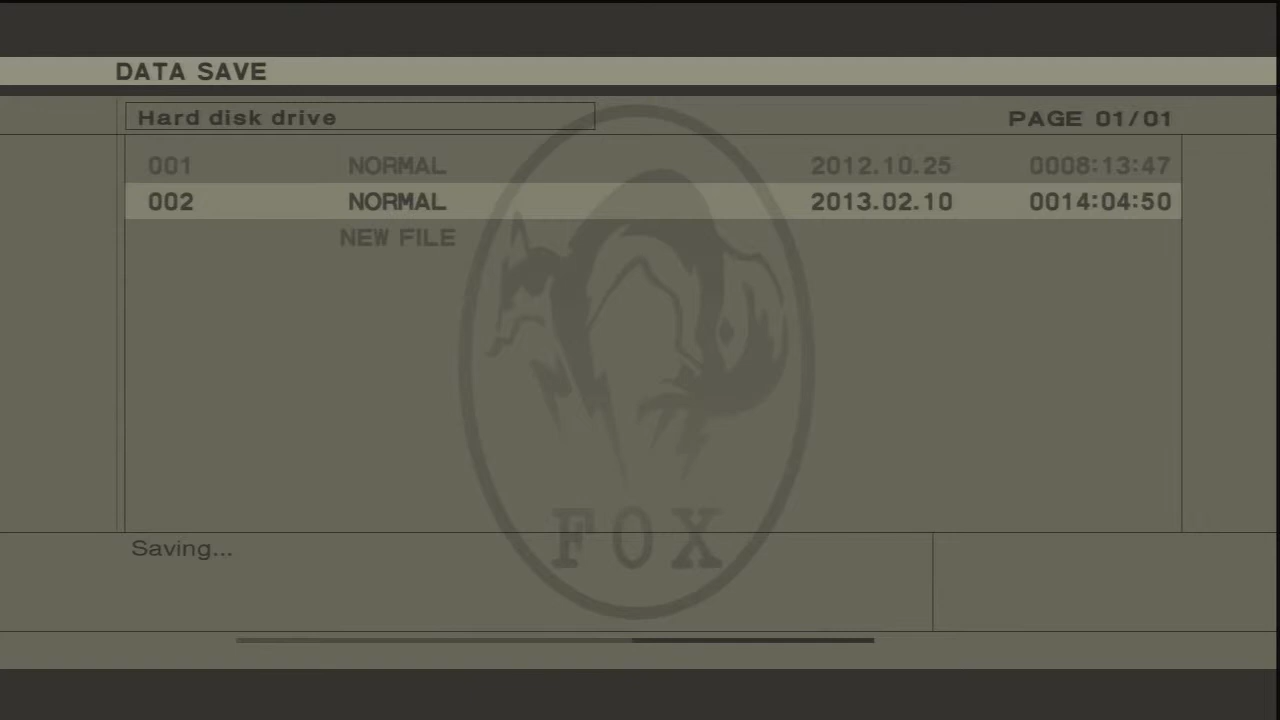 DATA SAVE
Hard disk drive PAGE 01/01
001 NORMAL 2012.10.25 0008:13:47
002 NORMAL 2013.02.10 0014:04:50
NEW FILE
FOX
Saving...